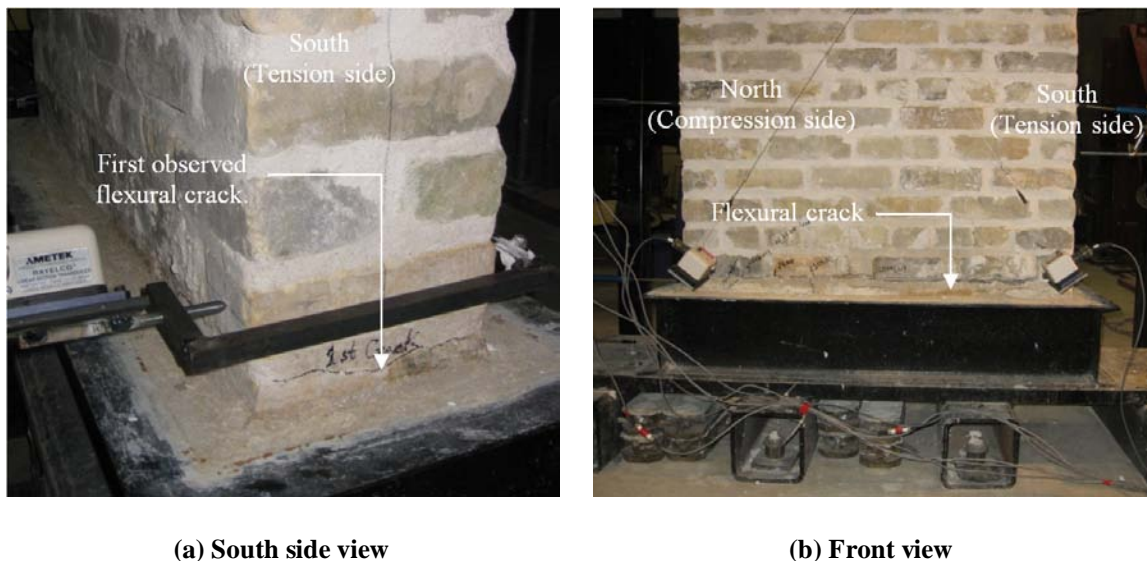 South
(Tension side)
First observed
flexural crack.
AMETEK
RAYELCO
1st Crack
North
(Compression side)
South
(Tension side)
Flexural crack
(a) South side view
(b) Front view